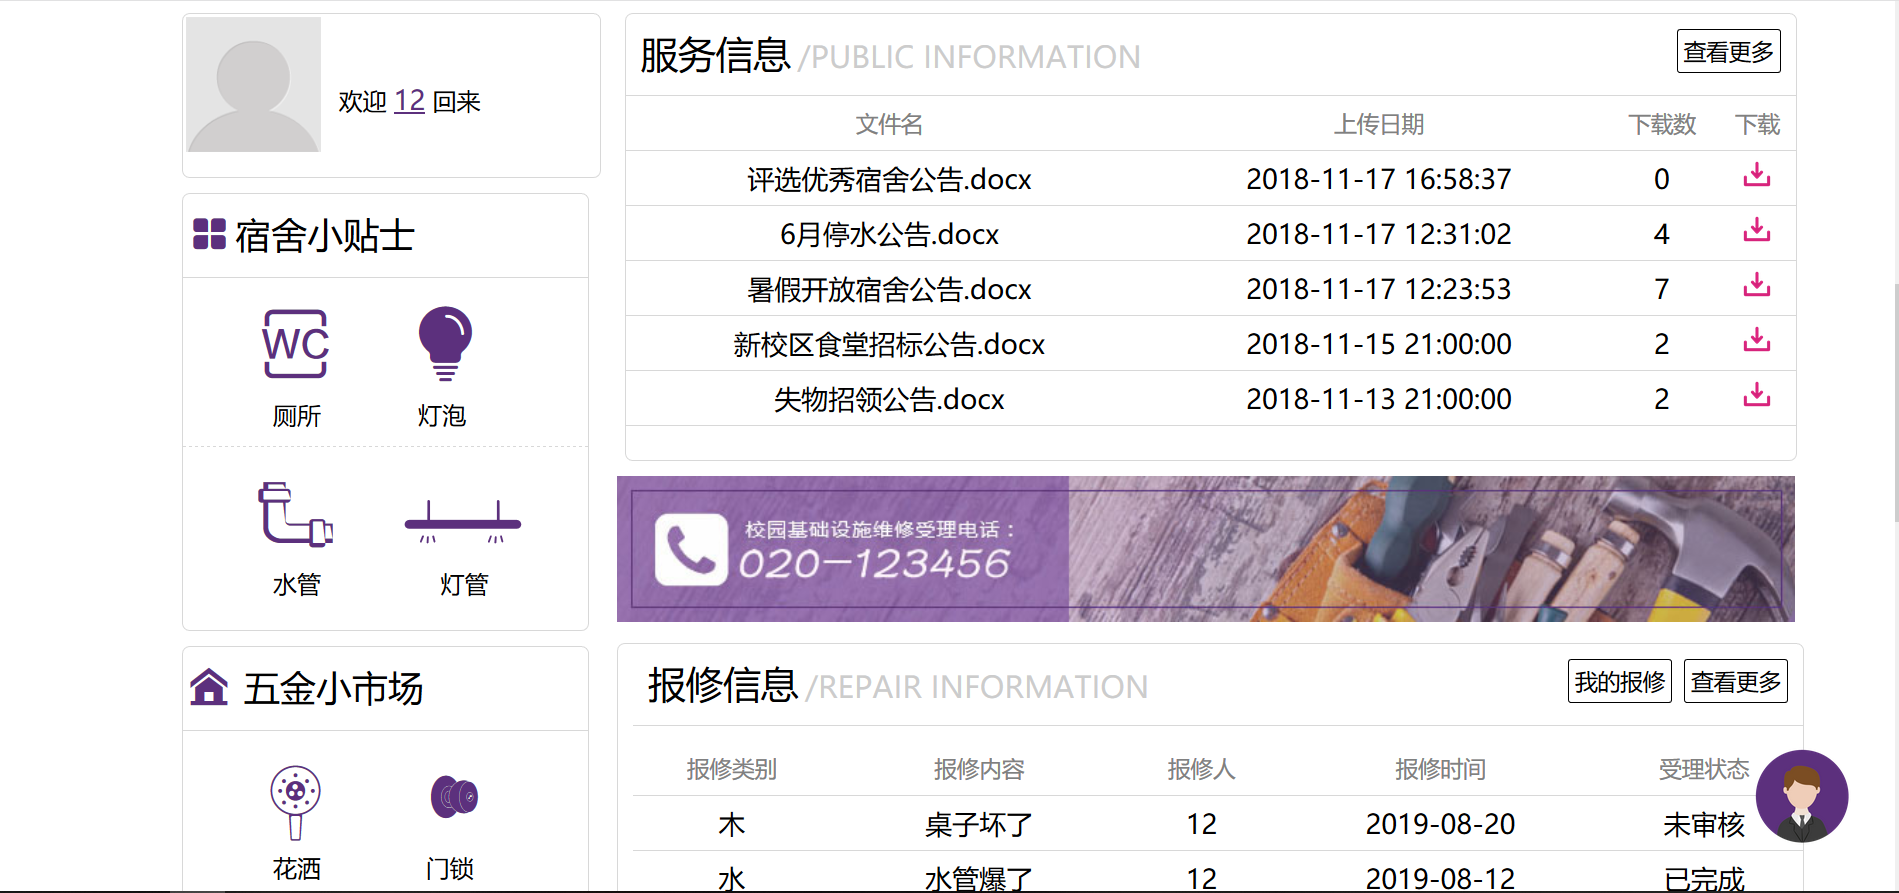 欢迎 12 回来
宿舍小贴士
WC
厕所 灯泡
水管 灯管
五金小市场
花洒 门锁
服务信息 /PUBLIC INFORMATION 查看更多
文件名 上传日期 下载数 下载
评选优秀宿舍公告.docx 2018-11-17 16:58:37 0
6月停水公告.docx 2018-11-17 12:31:02 4
暑假开放宿舍公告.docx 2018-11-17 12:23:53 7
新校区食堂招标公告.docx 2018-11-15 21:00:00 2
失物招领公告.docx 2018-11-13 21:00:00 2
校园基础设施维修受理电话：
020-123456
报修信息 /REPAIR INFORMATION 我的报修 查看更多
报修类别 报修内容 报修人 报修时间 受理状态
木 桌子坏了 12 2019-08-20 未审核
水 水管爆了 12 2019-08-12 已完成